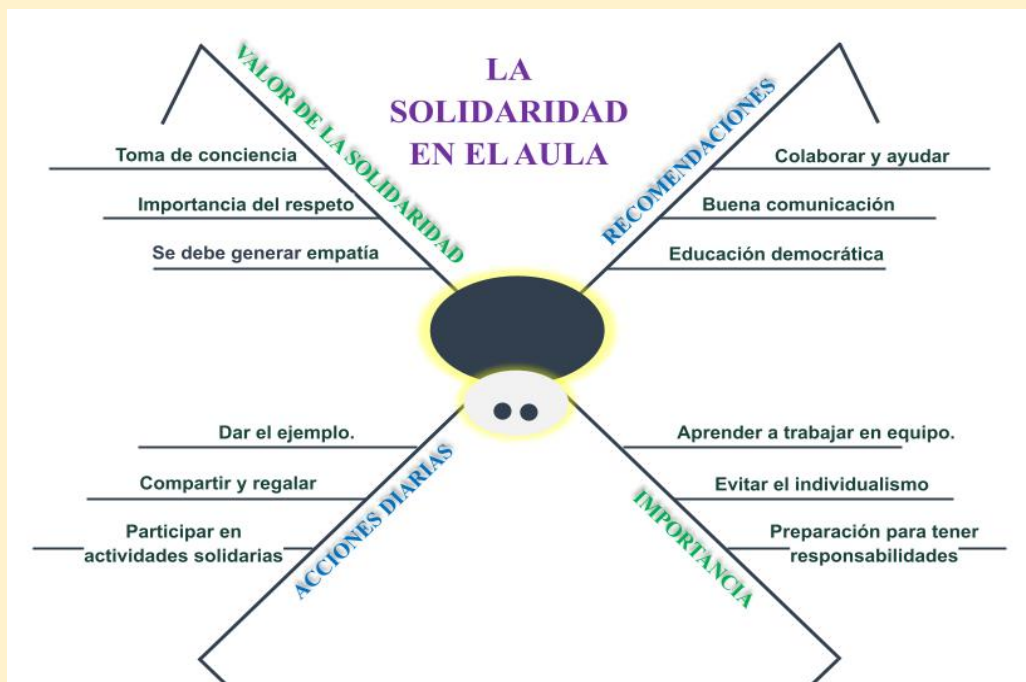 LA
SOLIDARIDAD
EN EL AULA
VALOR DE LA SOLIDARIDAD
Toma de conciencia
Importancia del respeto
Se debe generar empatía
RECOMENDACIONES
Colaborar y ayudar
Buena comunicación
Educación democrática
ACCIONES DIARIAS
Dar el ejemplo.
Compartir y regalar
Participar en
actividades solidarias
IMPORTANCIA
Aprender a trabajar en equipo.
Evitar el individualismo
Preparación para tener
responsabilidades